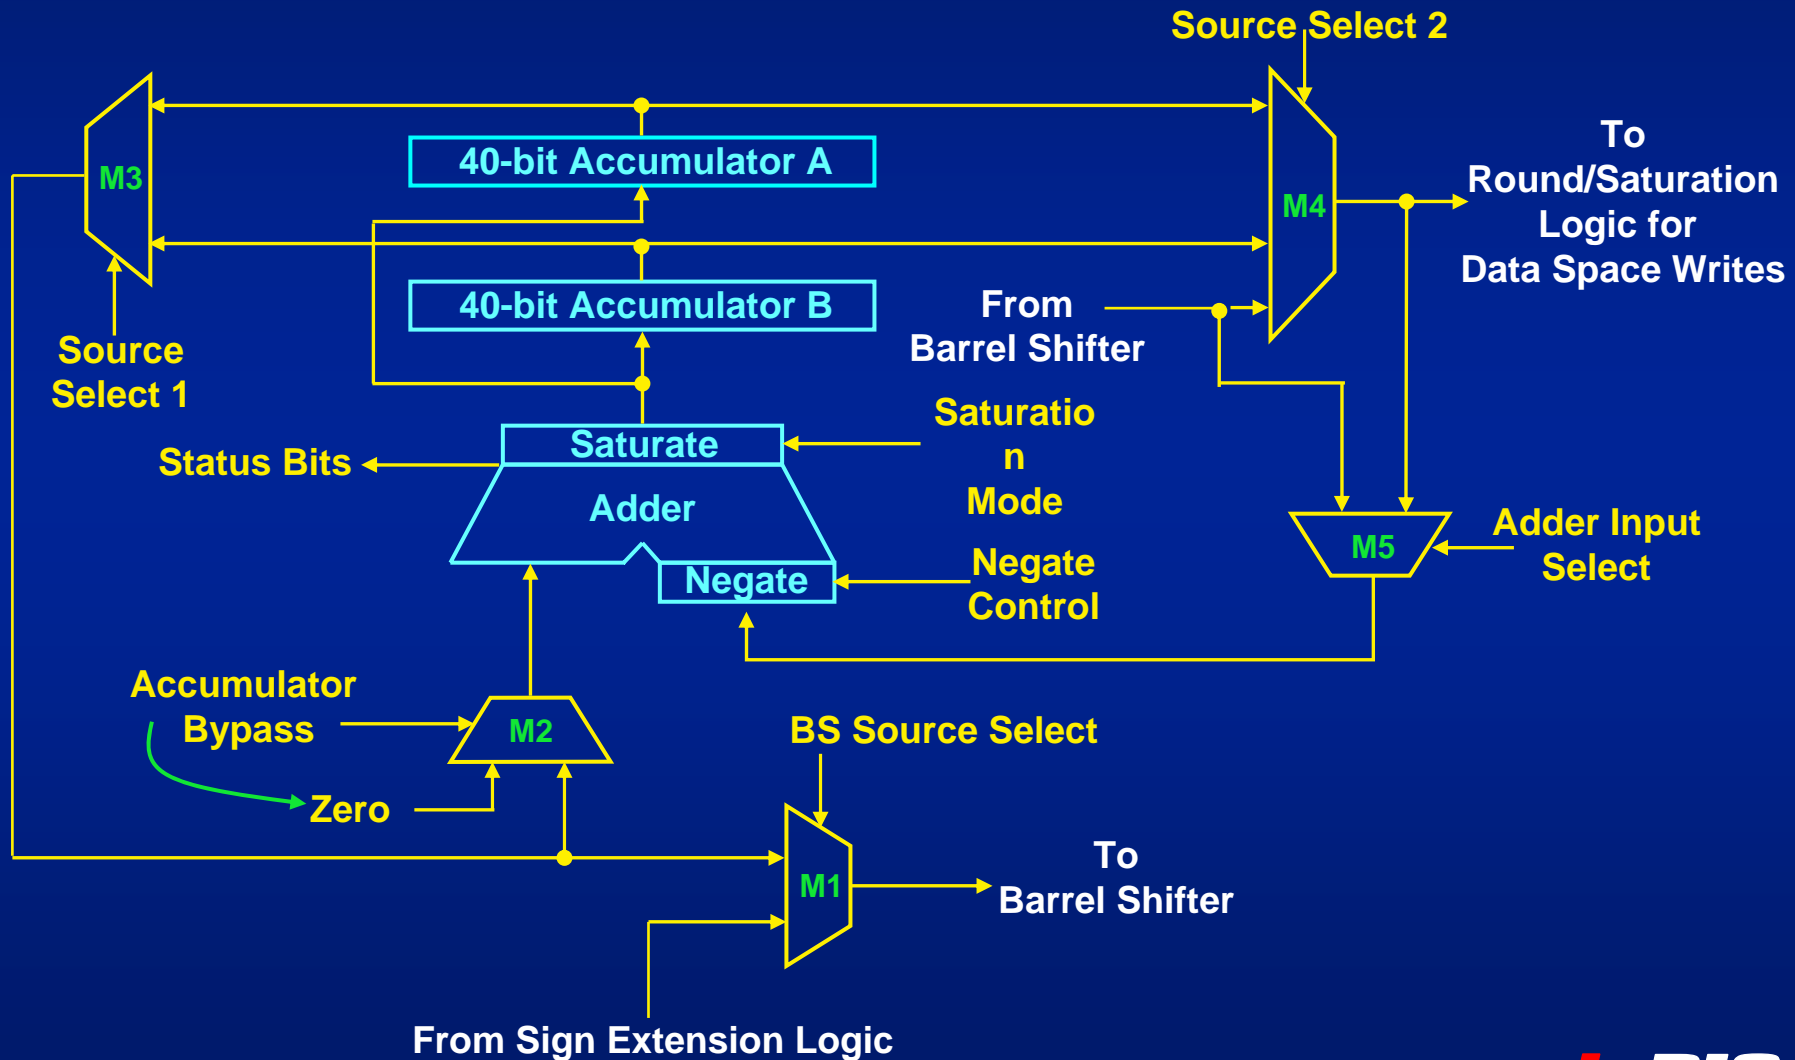 Source Select 2
M3
40-bit Accumulator A
M4
To
Round/Saturation
Logic for
Data Space Writes
40-bit Accumulator B
From
Barrel Shifter
Source
Select 1
Saturatio
n
Mode
Status Bits
Saturate
Adder
Negate
Negate
Control
M5
Adder Input
Select
Accumulator
Bypass
M2
Zero
BS Source Select
M1
To
Barrel Shifter
From Sign Extension Logic